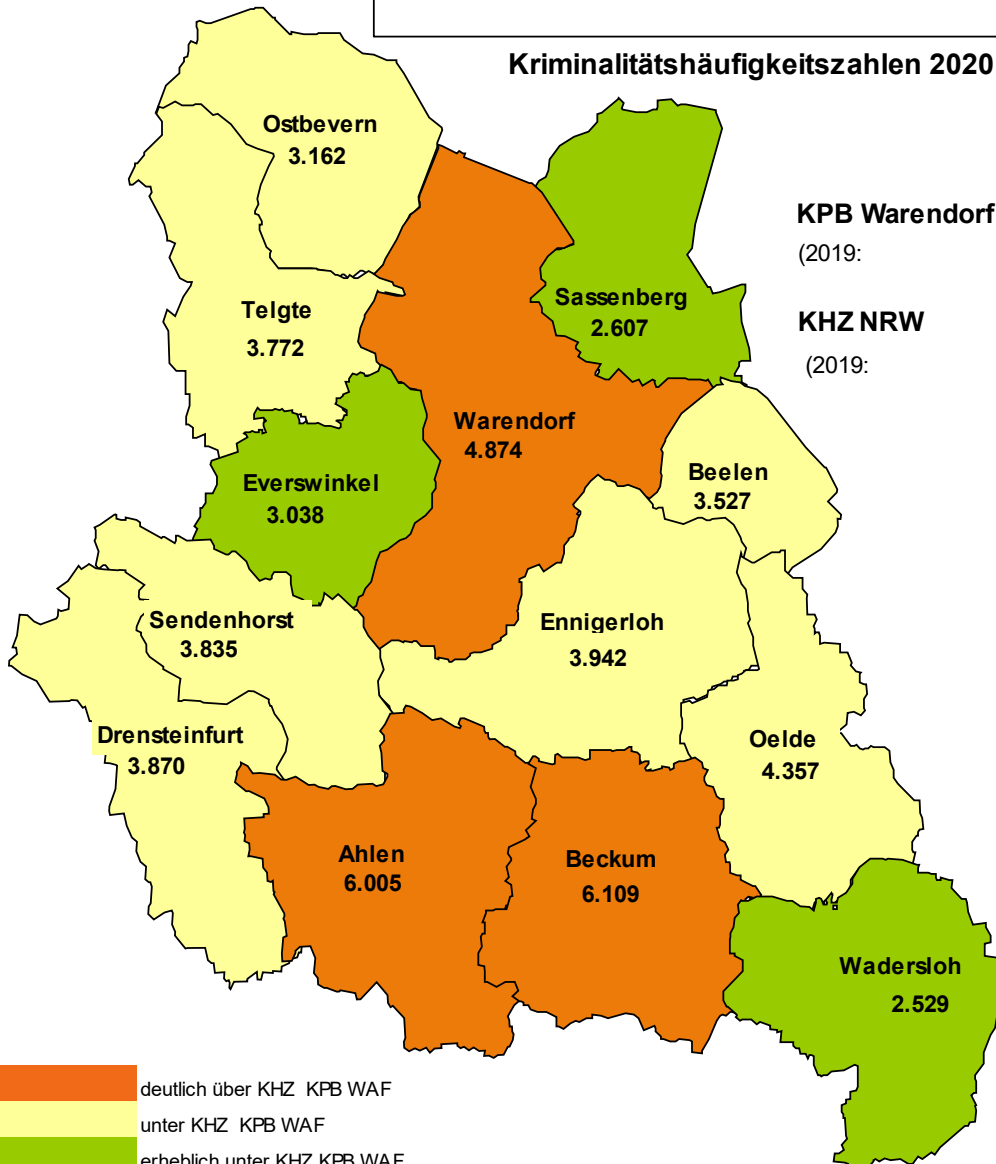 Kriminalitätshäufigkeitszahlen 2020
Ostbevern
3.162
KPB Warendorf
(2019:
Sassenberg
2.607
Telgte
3.772
KHZ NRW
(2019:
Warendorf
4.874
Beelen
3.527
Everswinkel
3.038
Sendenhorst
3.835
Ennigerloh
3.942
Drensteinfurt
3.870
Oelde
4.357
Ahlen
6.005
Beckum
6.109
Wadersloh
2.529
deutlich über KHZ KPB WAF
unter KHZ KPB WAF
erheblich unter KHZ KPB WAF